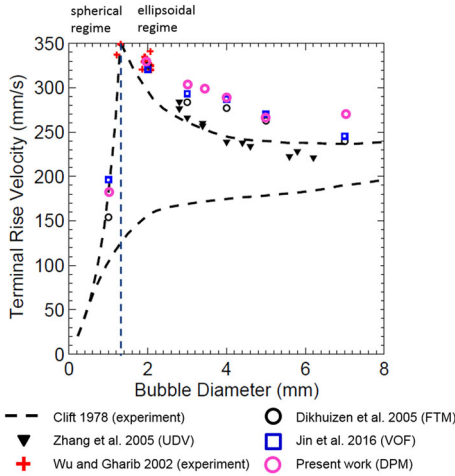 spherical ellipsoidal
regime regime
350
300
250
200
150
100
50
0
Terminal Rise Velocity (mm/s)
0 2 4 6 8
Bubble Diameter (mm)
Clift 1978 (experiment)
Zhang et al. 2005 (UDV)
Wu and Gharib 2002 (experiment)
Dikhuizen et al. 2005 (FTM)
Jin et al. 2016 (VOF)
Present work (DPM)